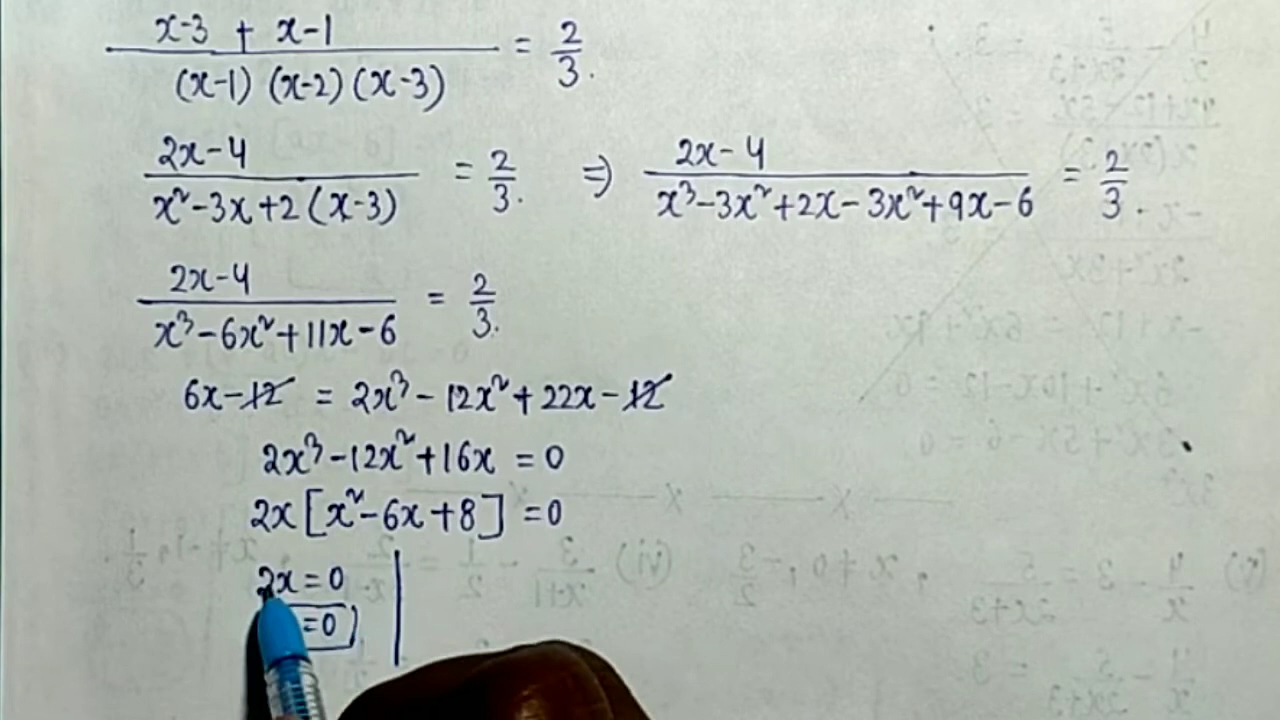 x-3 + x-1 / (x-1) (x-2) (x-3) = 2/3.
2x-4 / x²-3x+2 (x-3) = 2/3. ⇒ 2x-4 / x³-3x²+2x-3x²+9x-6 = 2/3.
2x-4 / x³-6x²+11x-6 = 2/3.
6x-12 = 2x³-12x²+22x-12
2x³-12x²+16x = 0
2x[x²-6x+8] = 0
2x = 0
= 0